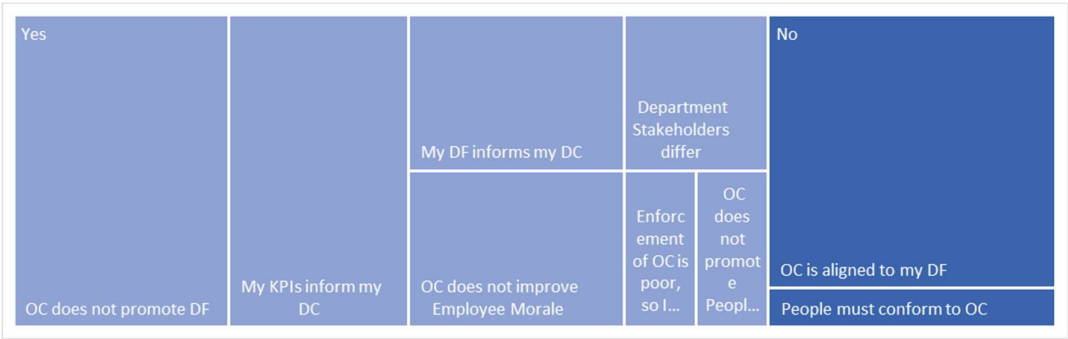 Yes
OC does not promote DF
My KPIs inform my
DC
My DF informs my DC
OC does not improve
Employee Morale
Department
Stakeholders
differ
Enforc
ement
of OC is
poor,
so I...
OC
does
not
promot
e
Peopl...
No
OC is aligned to my DF
People must conform to OC